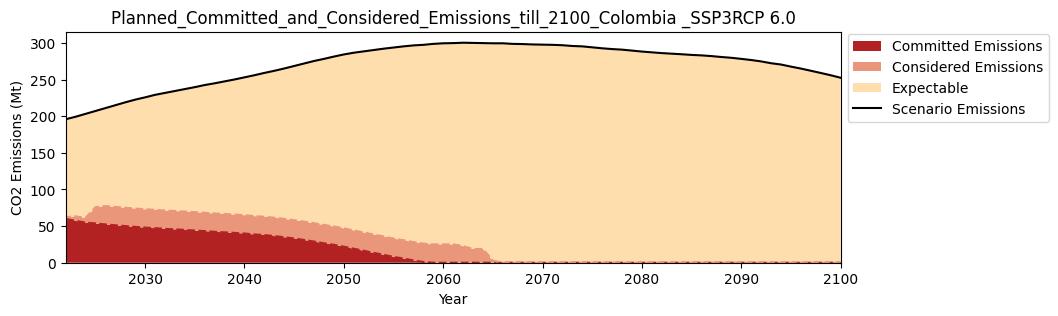 Planned_Committed_and_Considered_Emissions_till_2100_Colombia _SSP3RCP 6.0
300
250
200
150
100
50
0
CO2 Emissions (Mt)
2030 2040 2050 2060 2070 2080 2090 2100
Year
Committed Emissions
Considered Emissions
Expectable
Scenario Emissions